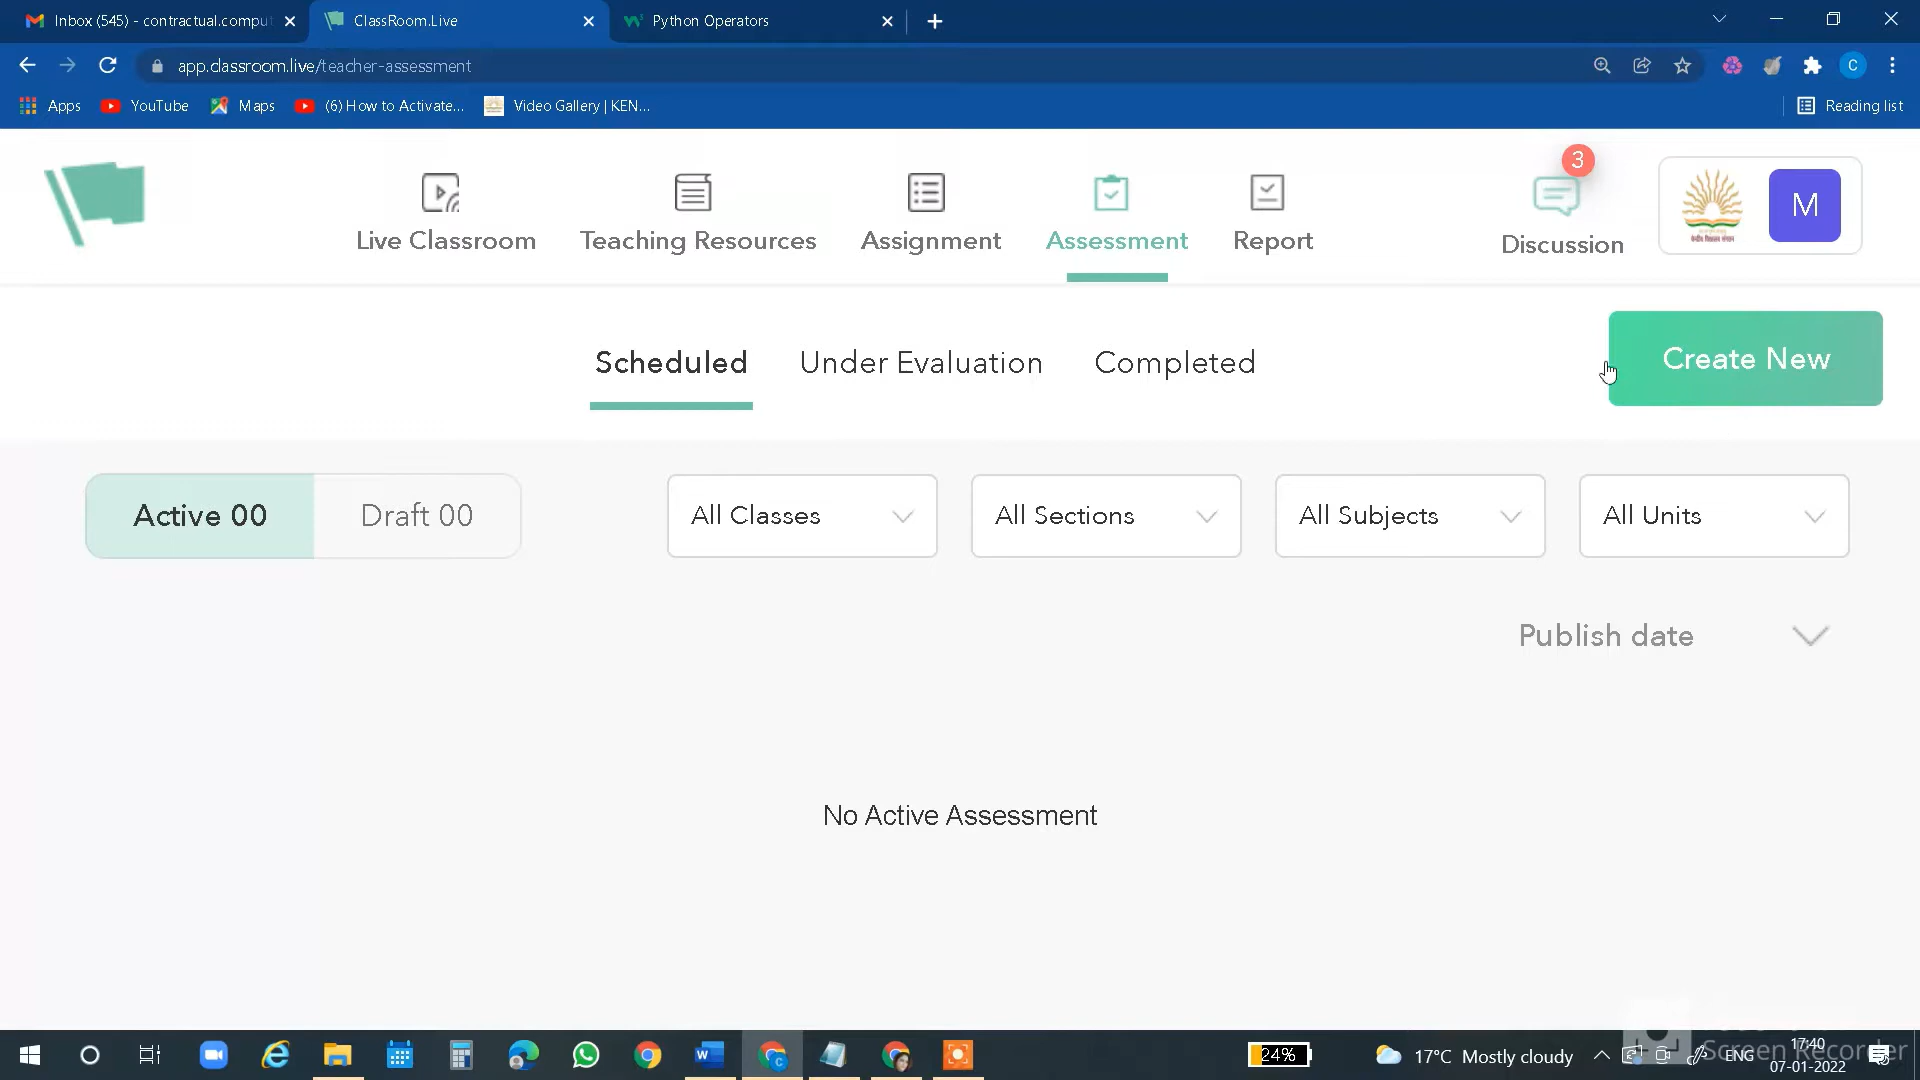 Inbox (545) - contractual.comput
ClassRoom.Live
Python Operators
app.classroom.live/teacher-assessment
C
Apps
YouTube
Maps
(6) How to Activate...
Video Gallery | KEN...
Reading list
Live Classroom
Teaching Resources
Assignment
Assessment
Report
3
Discussion
M
Scheduled
Under Evaluation
Completed
Create New
Active 00
Draft 00
All Classes
All Sections
All Subjects
All Units
Publish date
No Active Assessment
24%
17°C Mostly cloudy
ENG
17:40
07-01-2022
Screen Recorder